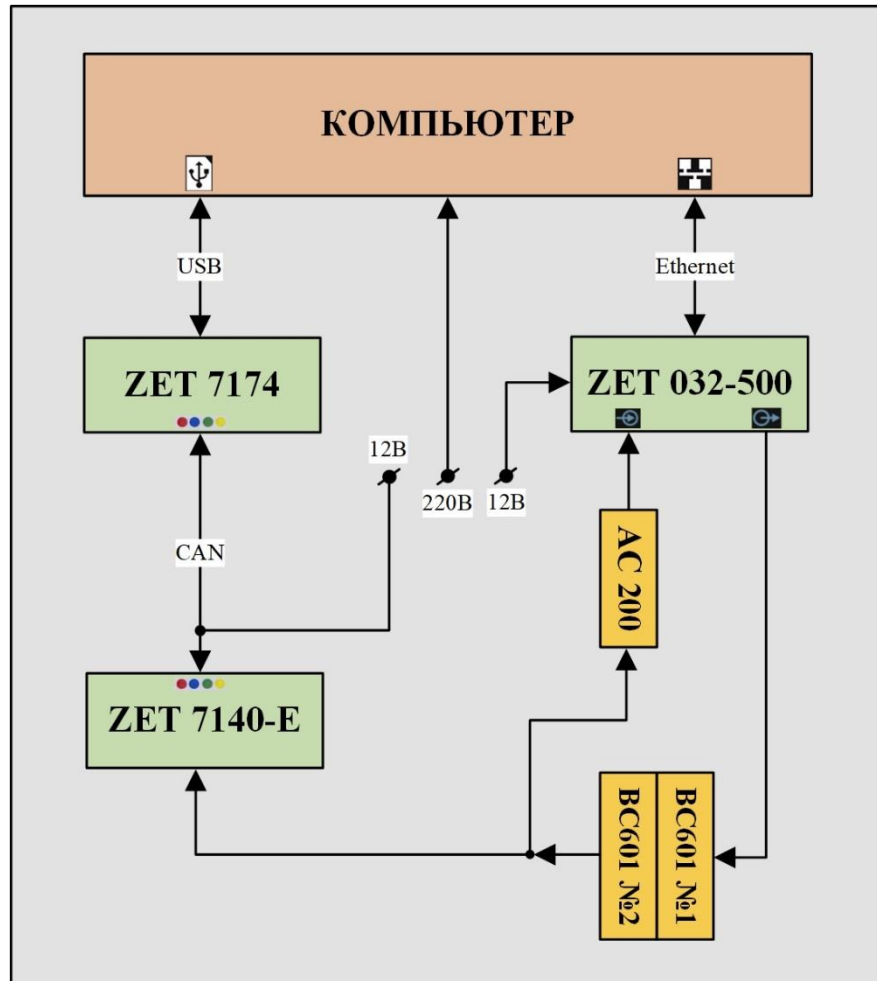 КОМПЬЮТЕР
USB
Ethernet
ZET 7174
ZET 032-500
12В
220В
12В
CAN
АС 200
ZET 7140-Е
ВС601 №2
ВС601 №1